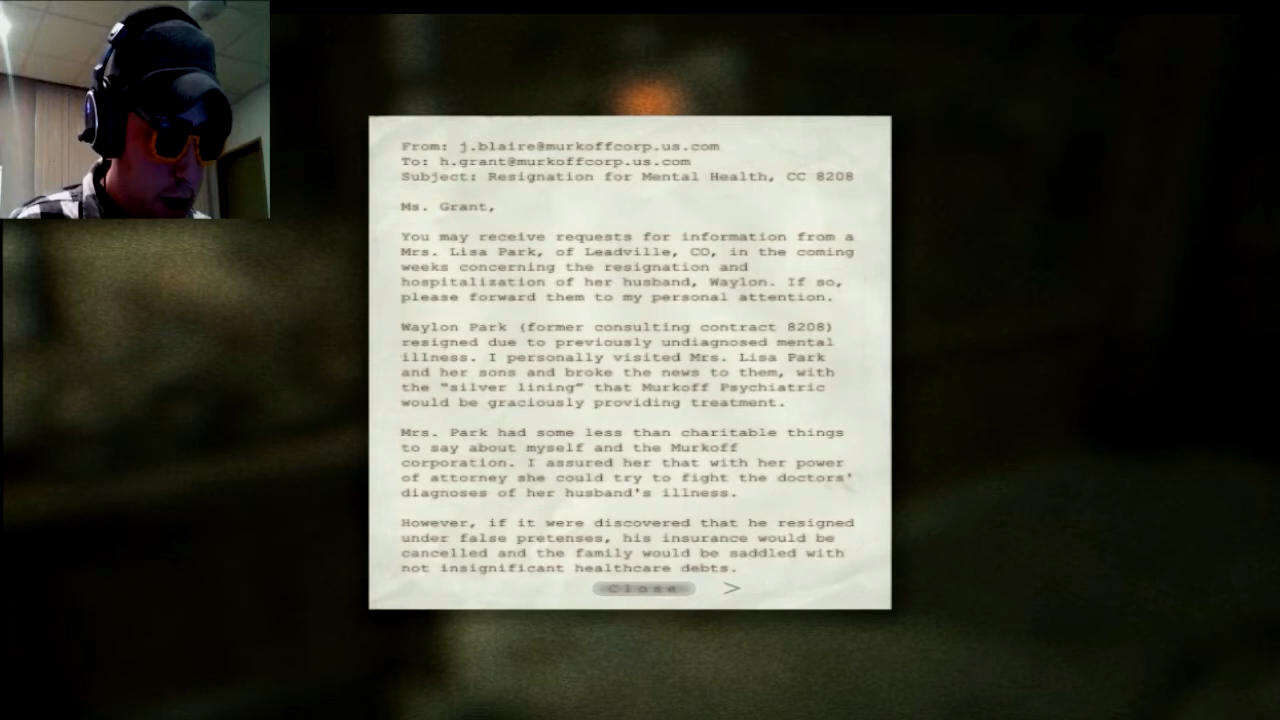 From: j.blaire@murkoffcorp.us.com
To: h.grant@murkoffcorp.us.com
Subject: Resignation for Mental Health, CC 8208
Ms. Grant,
You may receive requests for information from a
Mrs. Lisa Park, of Leadville, CO, in the coming
weeks concerning the resignation and
hospitalization of her husband, Waylon. If so,
please forward them to my personal attention.
Waylon Park (former consulting contract 8208)
resigned due to previously undiagnosed mental
illness. I personally visited Mrs. Lisa Park
and her sons and broke the news to them, with
the “silver lining” that Murkoff Psychiatric
would be graciously providing treatment.
Mrs. Park had some less than charitable things
to say about myself and the Murkoff
corporation. I assured her that with her power
of attorney she could try to fight the doctors'
diagnoses of her husband's illness.
However, if it were discovered that he resigned
under false pretenses, his insurance would be
cancelled and the family would be saddled with
not insignificant healthcare debts.
Close >